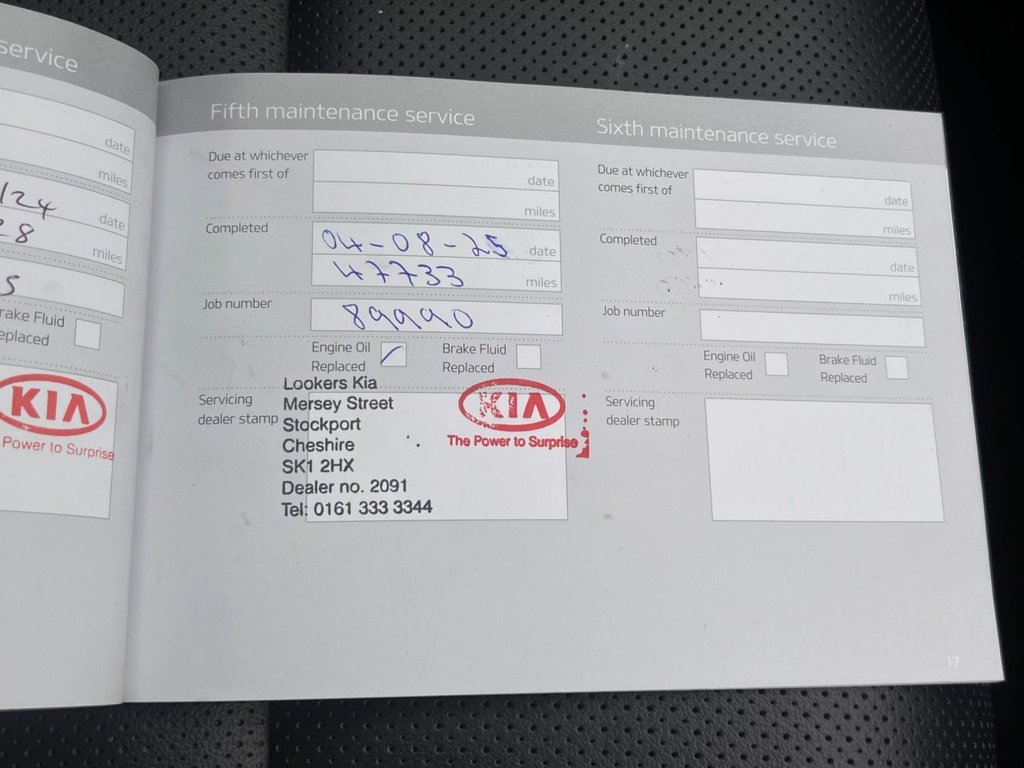 service
date
miles
/24 date
28 miles
5
rake Fluid
eplaced
KIA
Power to Surprise
Fifth maintenance service
Due at whichever
comes first of
date
miles
Completed
04-08-25 date
47733 miles
Job number
89990
Engine Oil
Replaced
Brake Fluid
Replaced
Servicing
dealer stamp
Lookers Kia
Mersey Street
Stockport
Cheshire
SK1 2HX
Dealer no. 2091
Tel: 0161 333 3344
KIA
The Power to Surprise
Sixth maintenance service
Due at whichever
comes first of
date
miles
Completed
date
miles
Job number
Engine Oil
Replaced
Brake Fluid
Replaced
Servicing
dealer stamp
17